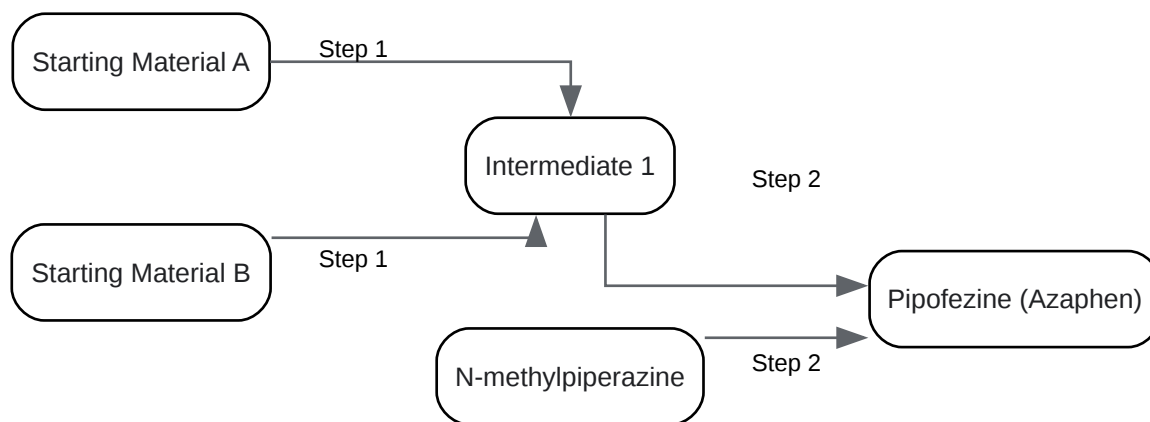 Starting Material A
Step 1
Intermediate 1
Step 2
Starting Material B
Step 1
Pipofezine (Azaphen)
N-methylpiperazine
Step 2